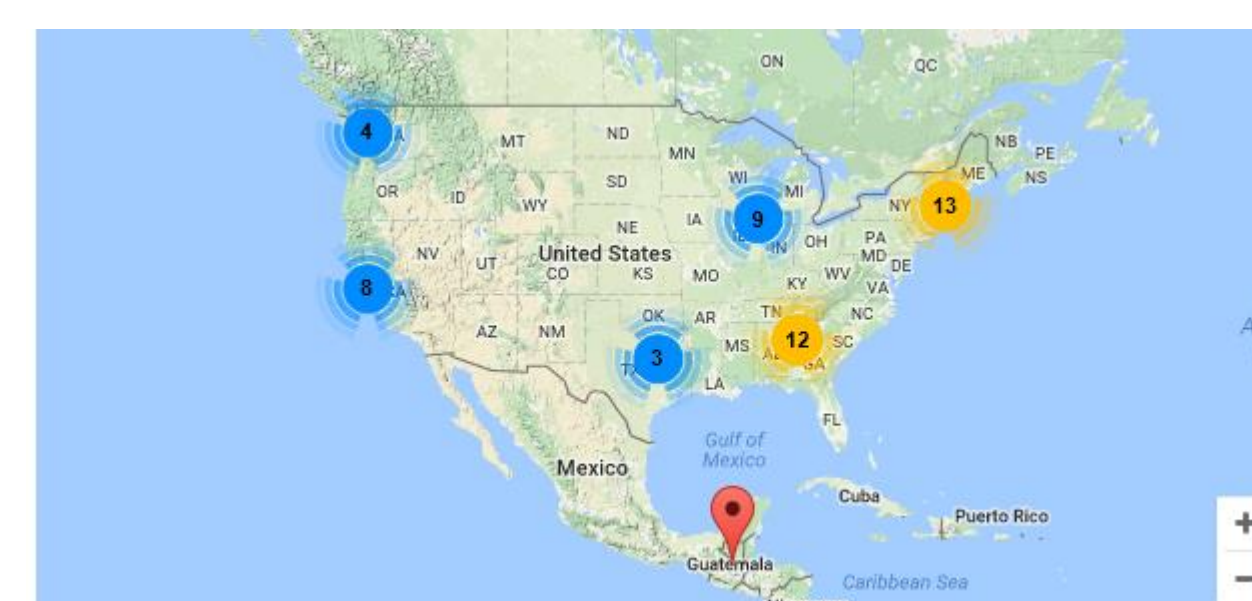 ON
QC
4
MT
ND
MN
NB
PE
ME
NS
OR
ID
WY
SD
WI
MI
NY
13
NE
IA
9
IN
OH
PA
MD
DE
NV
UT
United States
CO
KS
MO
KY
WV
VA
8
OK
AR
TN
NC
AZ
NM
MS
12
SC
GA
3
LA
FL
Gulf of
Mexico
Mexico
Cuba
Puerto Rico
Guatemala
Caribbean Sea
+
−